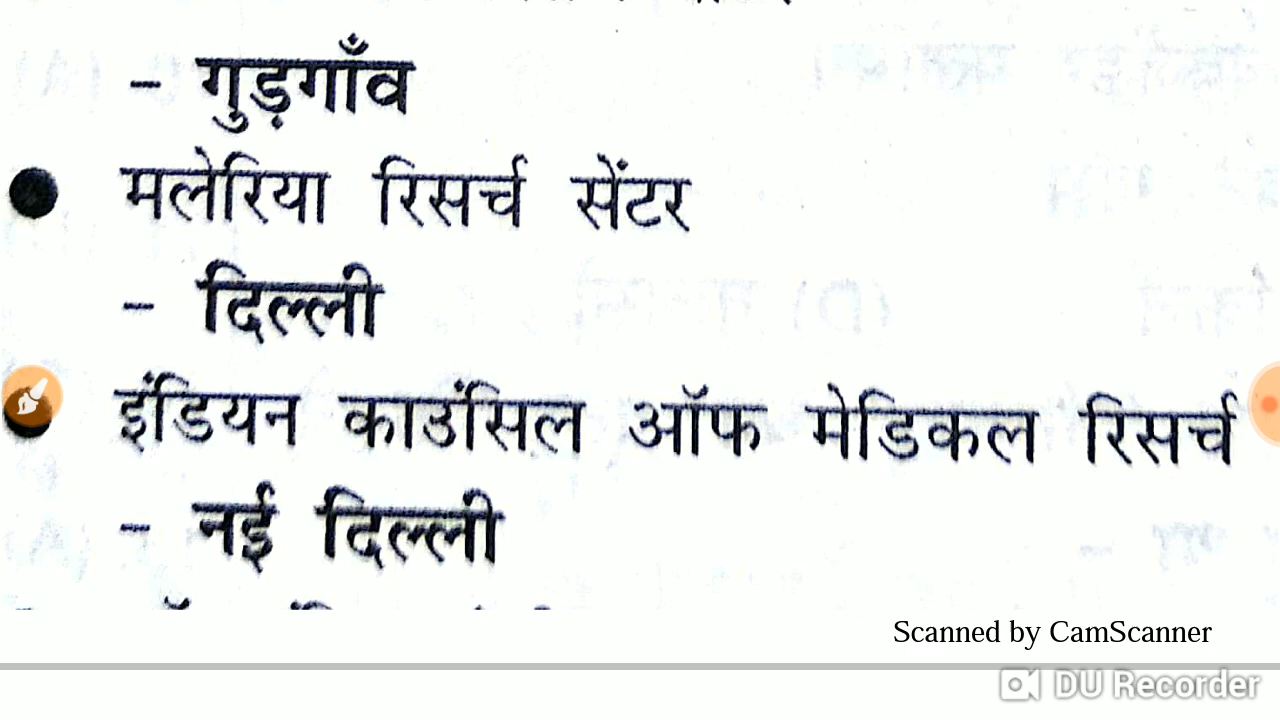 - गुड़गाँव
● मलेरिया रिसर्च सेंटर
- दिल्ली
● इंडियन काउंसिल ऑफ मेडिकल रिसर्च
- नई दिल्ली
Scanned by CamScanner
DU Recorder